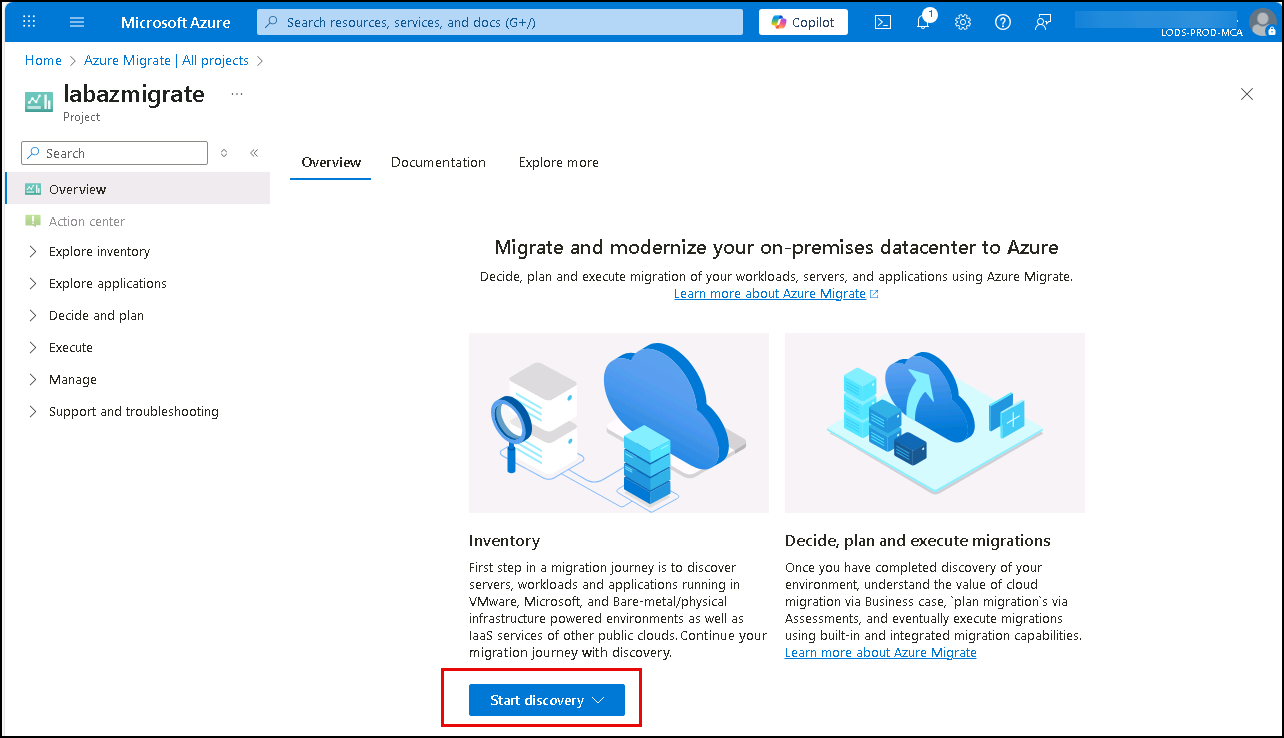 Microsoft Azure
Search resources, services, and docs (G+/)
Copilot
1
LODS-PROD-MCA
Home > Azure Migrate | All projects >
labazmigrate ...
Project
Search
Overview
Action center
Explore inventory
Explore applications
Decide and plan
Execute
Manage
Support and troubleshooting
Overview Documentation Explore more
Migrate and modernize your on-premises datacenter to Azure
Decide, plan and execute migration of your workloads, servers, and applications using Azure Migrate.
Learn more about Azure Migrate
Inventory
First step in a migration journey is to discover
servers, workloads and applications running in
VMware, Microsoft, and Bare-metal/physical
infrastructure powered environments as well as
IaaS services of other public clouds. Continue your
migration journey with discovery.
Start discovery
Decide, plan and execute migrations
Once you have completed discovery of your
environment, understand the value of cloud
migration via Business case, `plan migration`s via
Assessments, and eventually execute migrations
using built-in and integrated migration capabilities.
Learn more about Azure Migrate